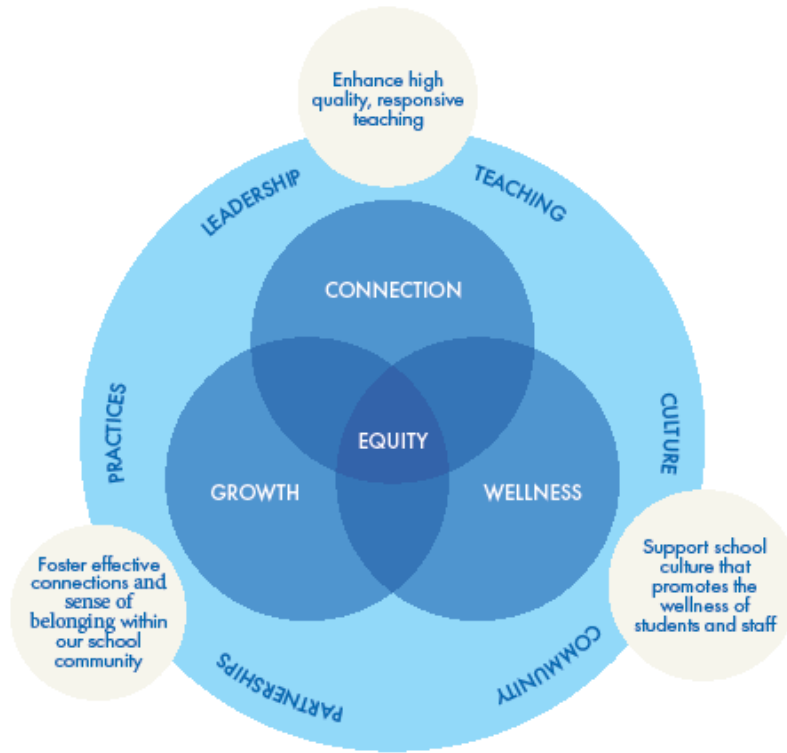 Enhance high
quality, responsive
teaching
LEADERSHIP
TEACHING
CONNECTION
PRACTICES
CULTURE
EQUITY
GROWTH
WELLNESS
Foster effective
connections and
sense of
belonging within
our school
community
Support school
culture that
promotes the
wellness of
students and staff
PARTNERSHIPS
COMMUNITY